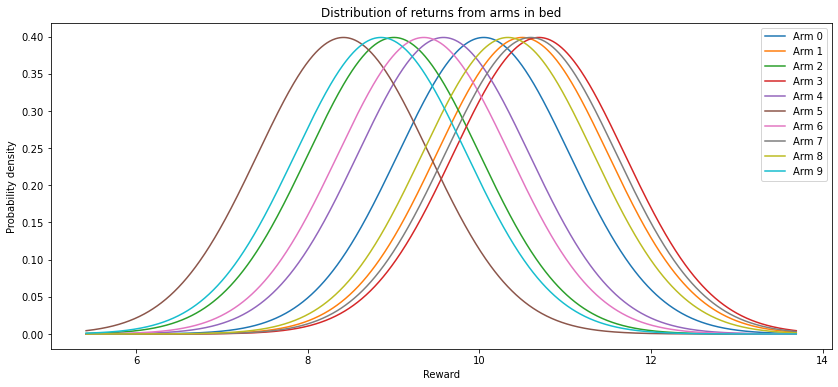 Distribution of returns from arms in bed
Probability density
0.40
0.35
0.30
0.25
0.20
0.15
0.10
0.05
0.00
Arm 0
Arm 1
Arm 2
Arm 3
Arm 4
Arm 5
Arm 6
Arm 7
Arm 8
Arm 9
6
8
10
12
14
Reward